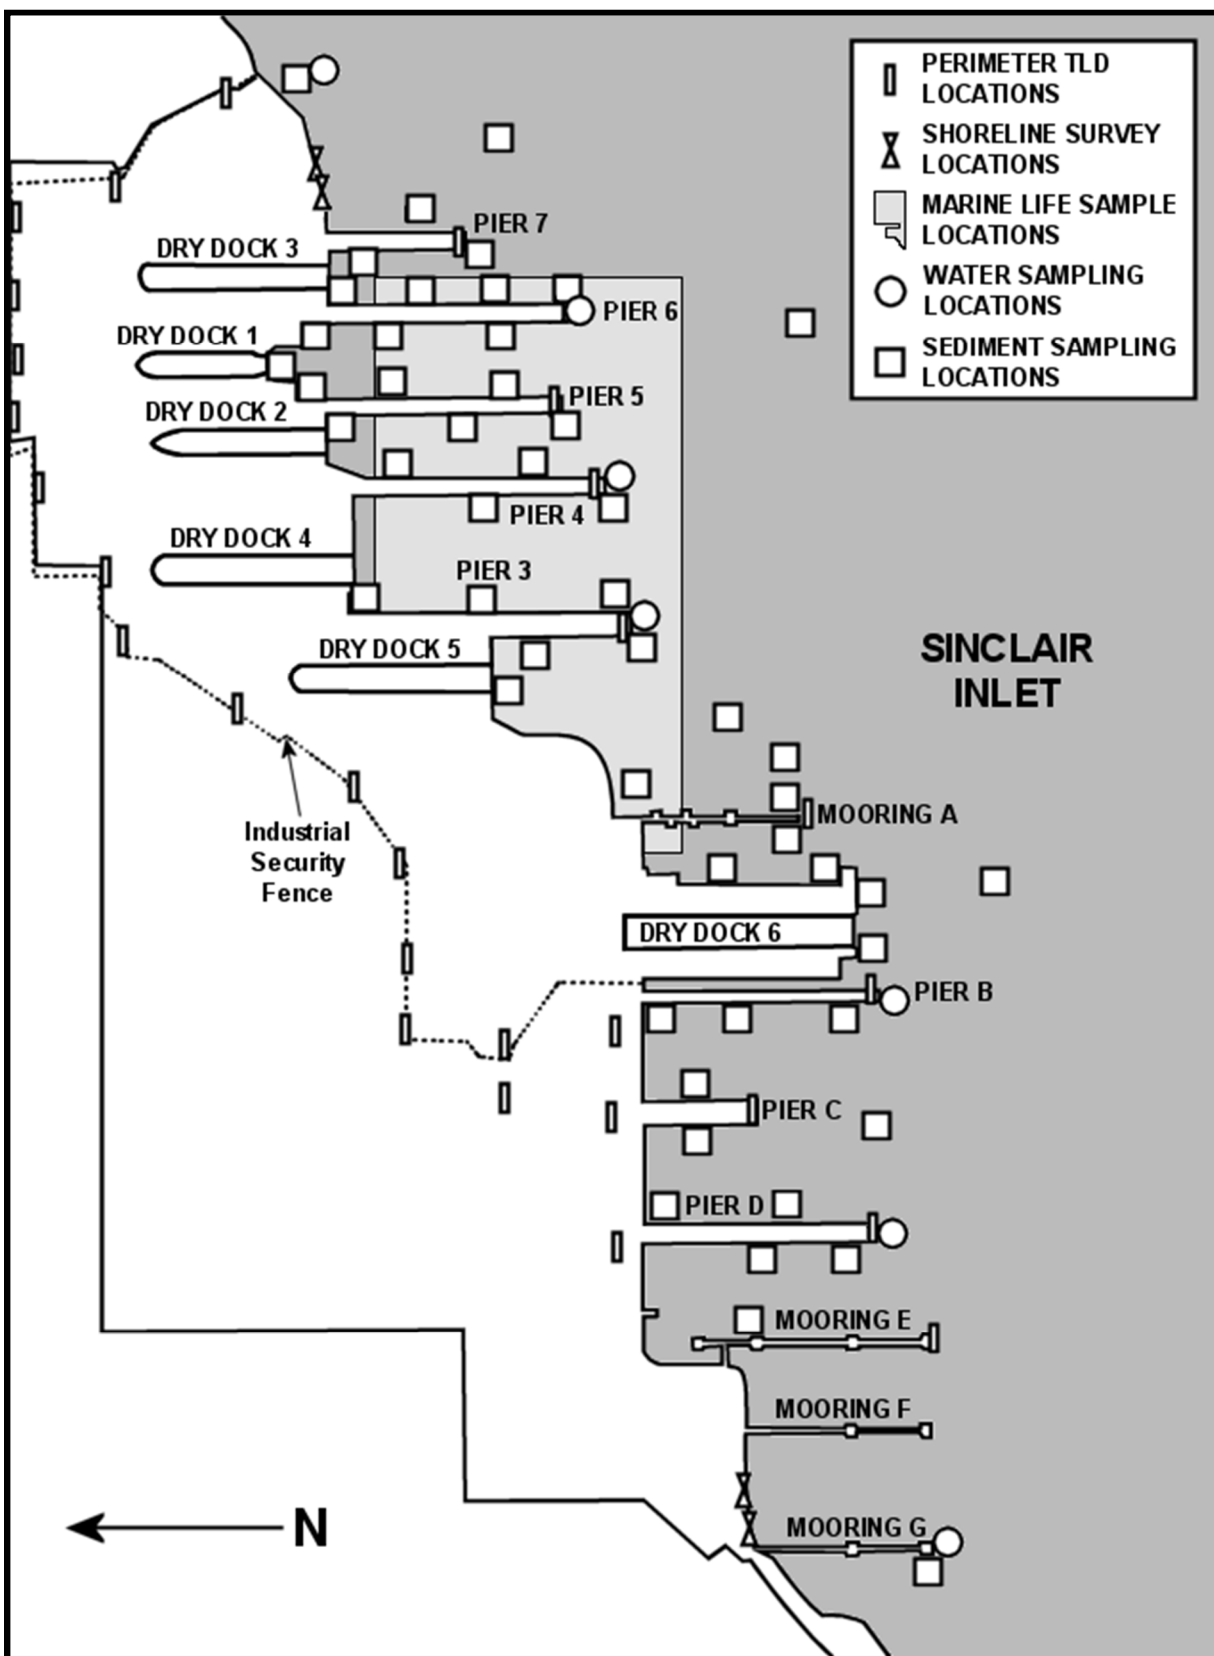 PERIMETER TLD
LOCATIONS
SHORELINE SURVEY
LOCATIONS
MARINE LIFE SAMPLE
LOCATIONS
WATER SAMPLING
LOCATIONS
SEDIMENT SAMPLING
LOCATIONS
PIER 7
DRY DOCK 3
PIER 6
DRY DOCK 1
PIER 5
DRY DOCK 2
PIER 4
DRY DOCK 4
PIER 3
DRY DOCK 5
SINCLAIR
INLET
MOORING A
Industrial
Security
Fence
DRY DOCK 6
PIER B
PIER C
PIER D
MOORING E
MOORING F
MOORING G
N